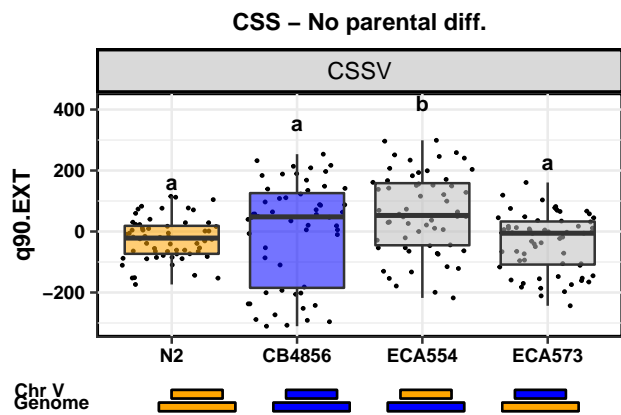 CSS – No parental diff.
CSSV
b
a
a
a
400
200
0
−200
q90.EXT
N2 CB4856 ECA554 ECA573
Chr V
Genome